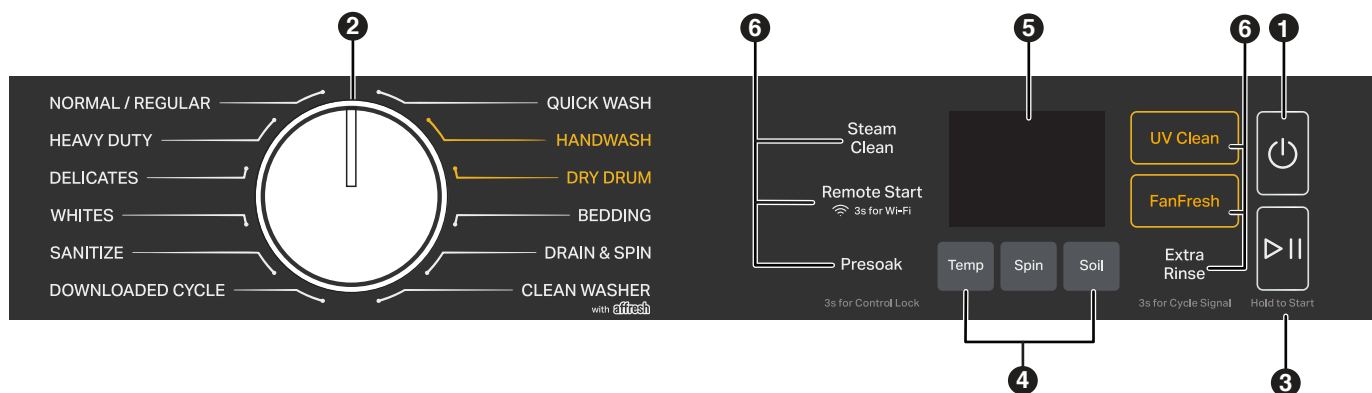 2
6
5
6
1
NORMAL / REGULAR
HEAVY DUTY
DELICATES
WHITES
SANITIZE
DOWNLOADED CYCLE
QUICK WASH
HANDWASH
DRY DRUM
BEDDING
DRAIN & SPIN
CLEAN WASHER
with affresh
Steam
Clean
Remote Start
3s for Wi-Fi
Presoak
3s for Control Lock
Temp
Spin
Soil
UV Clean
FanFresh
Extra
Rinse
3s for Cycle Signal
Hold to Start
4
3